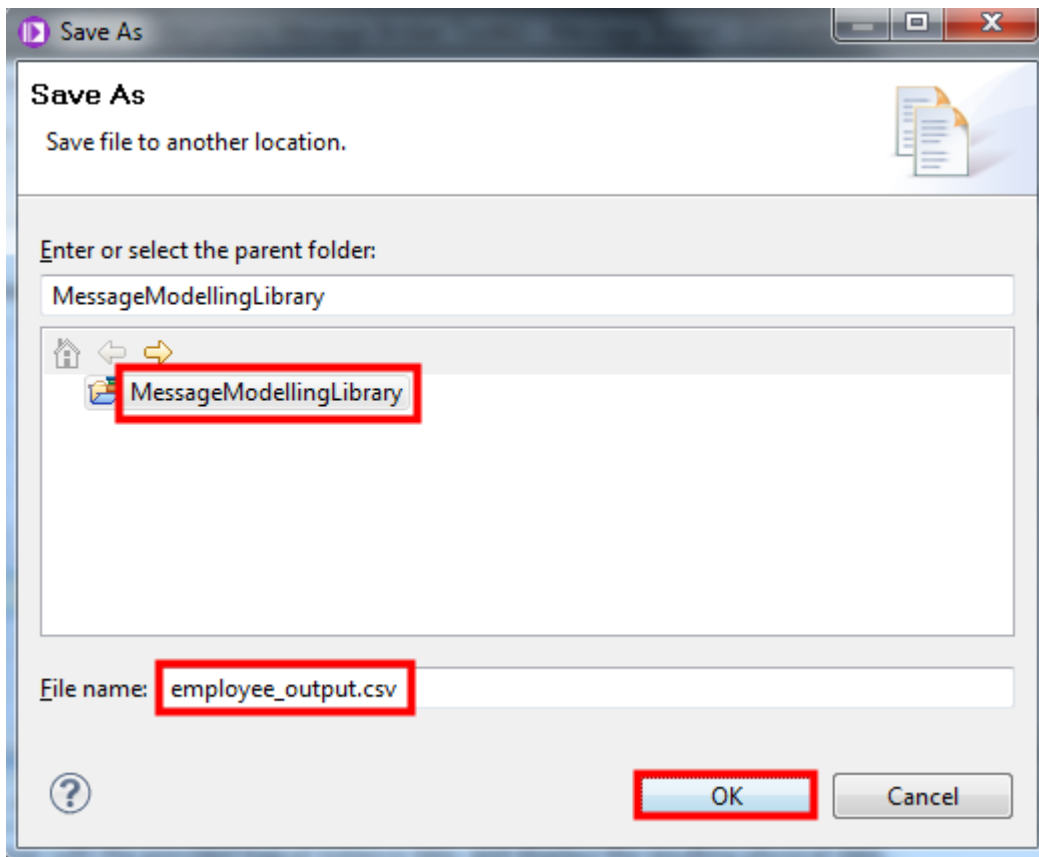 Save As
Save As
Save file to another location.
Enter or select the parent folder:
MessageModellingLibrary
MessageModellingLibrary
File name: employee_output.csv
OK Cancel